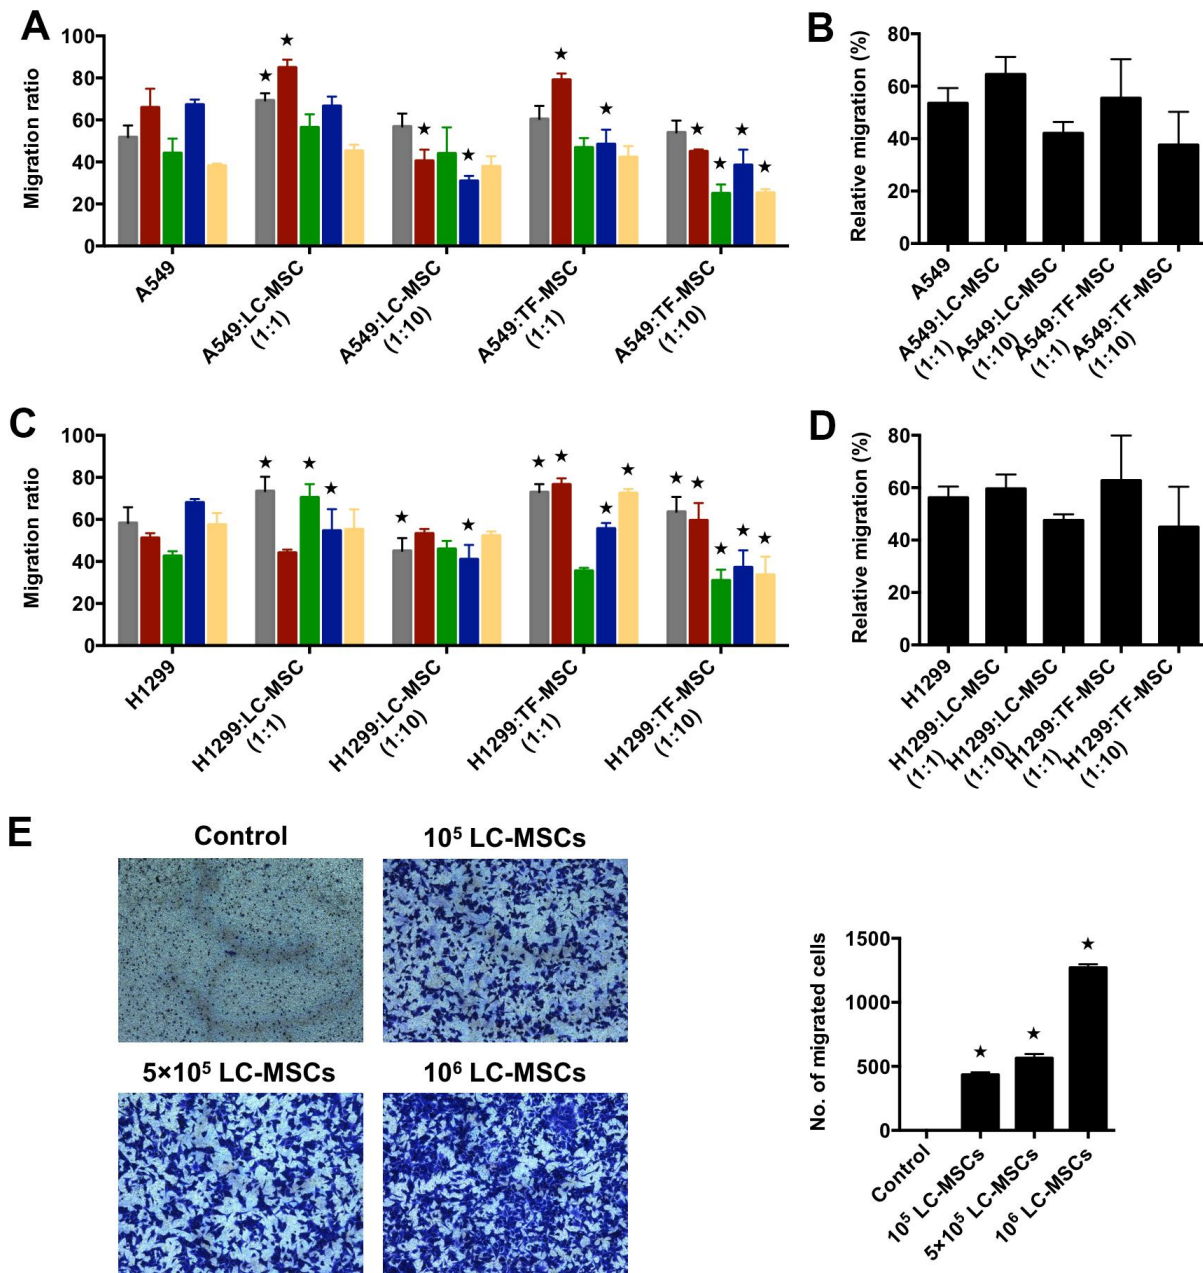 A
Migration ratio
100
80
60
40
20
0
★
★
★
★
★
★
★
★
★
★
A549
A549:LC-MSC
(1:1)
A549:LC-MSC
(1:10)
A549:TF-MSC
(1:1)
A549:TF-MSC
(1:10)
B
Relative migration (%)
80
60
40
20
0
A549
A549:LC-MSC
(1:1)
A549:LC-MSC
(1:10)
A549:TF-MSC
(1:1)
A549:TF-MSC
(1:10)
C
Migration ratio
100
80
60
40
20
0
★
★
★
★
★
★
★
★
★
★
★
★
★
★
H1299
H1299:LC-MSC
(1:1)
H1299:LC-MSC
(1:10)
H1299:TF-MSC
(1:1)
H1299:TF-MSC
(1:10)
D
Relative migration (%)
80
60
40
20
0
H1299
H1299:LC-MSC
(1:1)
H1299:LC-MSC
(1:10)
H1299:TF-MSC
(1:1)
H1299:TF-MSC
(1:10)
E
Control
10⁵ LC-MSCs
5×10⁵ LC-MSCs
10⁶ LC-MSCs
No. of migrated cells
1500
1000
500
0
★
★
★
Control
10⁵ LC-MSCs
5×10⁵ LC-MSCs
10⁶ LC-MSCs